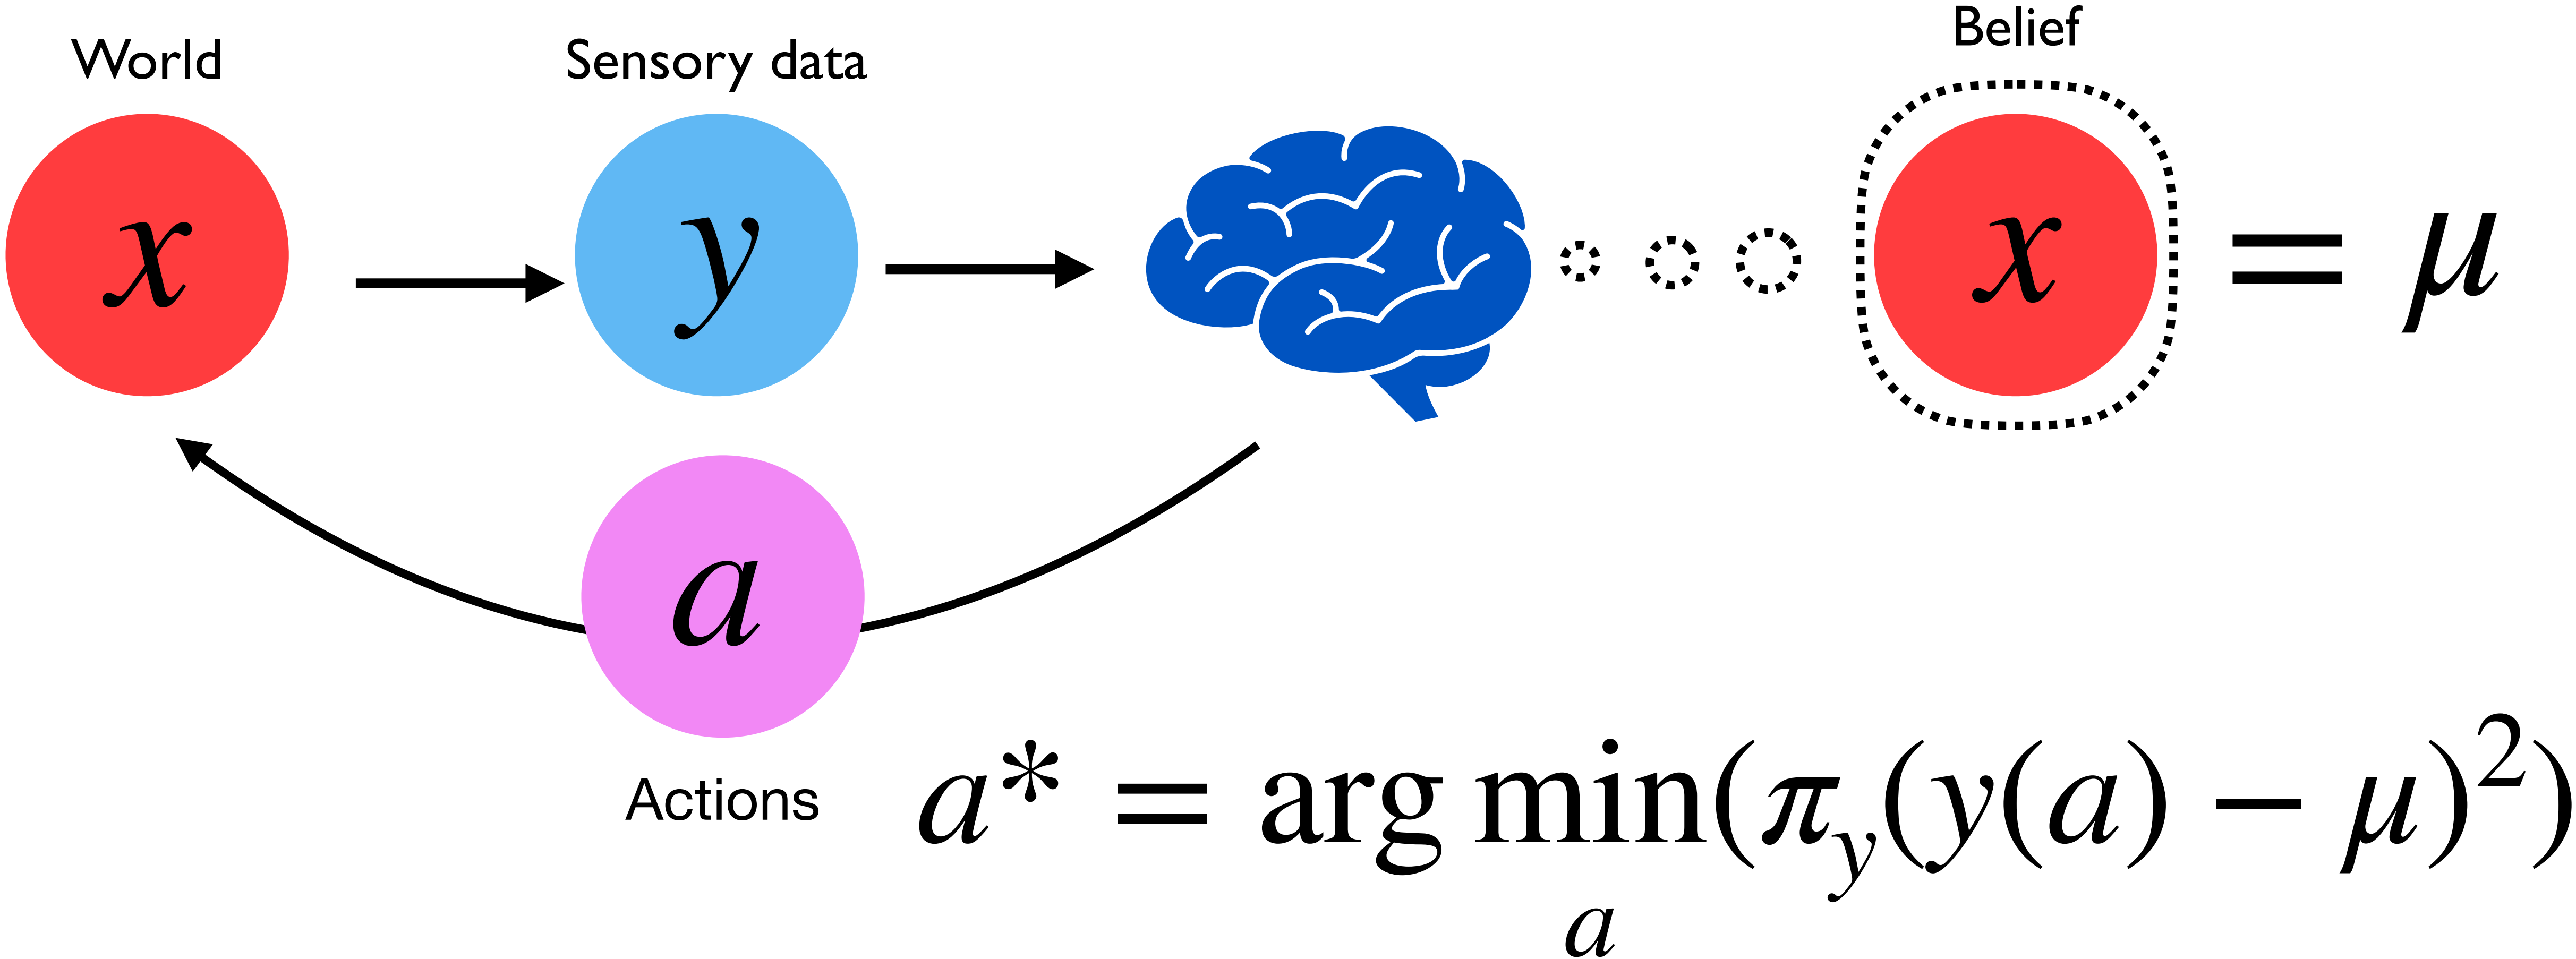 World
Sensory data
Belief
x
y
x = μ
a
Actions
a* = arg min(π_y(y(a) − μ)²)
a